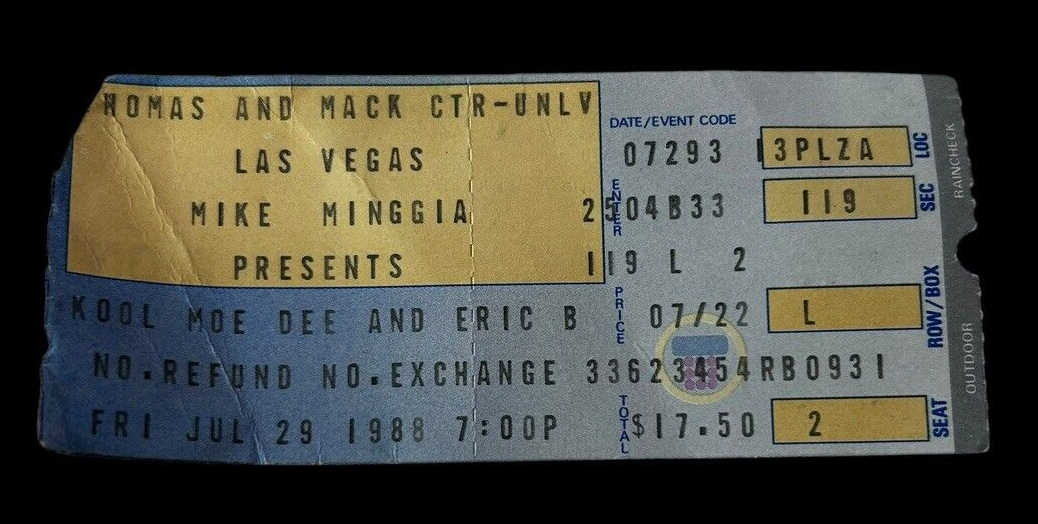 HOMAS AND MACK CTR-UNLV
LAS VEGAS
MIKE MINGGIA 25
PRESENTS 119 L 2
KOOL MOE DEE AND ERIC B
NO.REFUND NO.EXCHANGE 33623454RB0931
FRI JUL 29 1988 7:00P
DATE/EVENT CODE
07293 3PLZA LOC
ENTER 04B33 119 SEC
PRICE 07/22 L ROW/BOX
TOTAL $17.50 2 SEAT
RAINCHECK
OUTDOOR